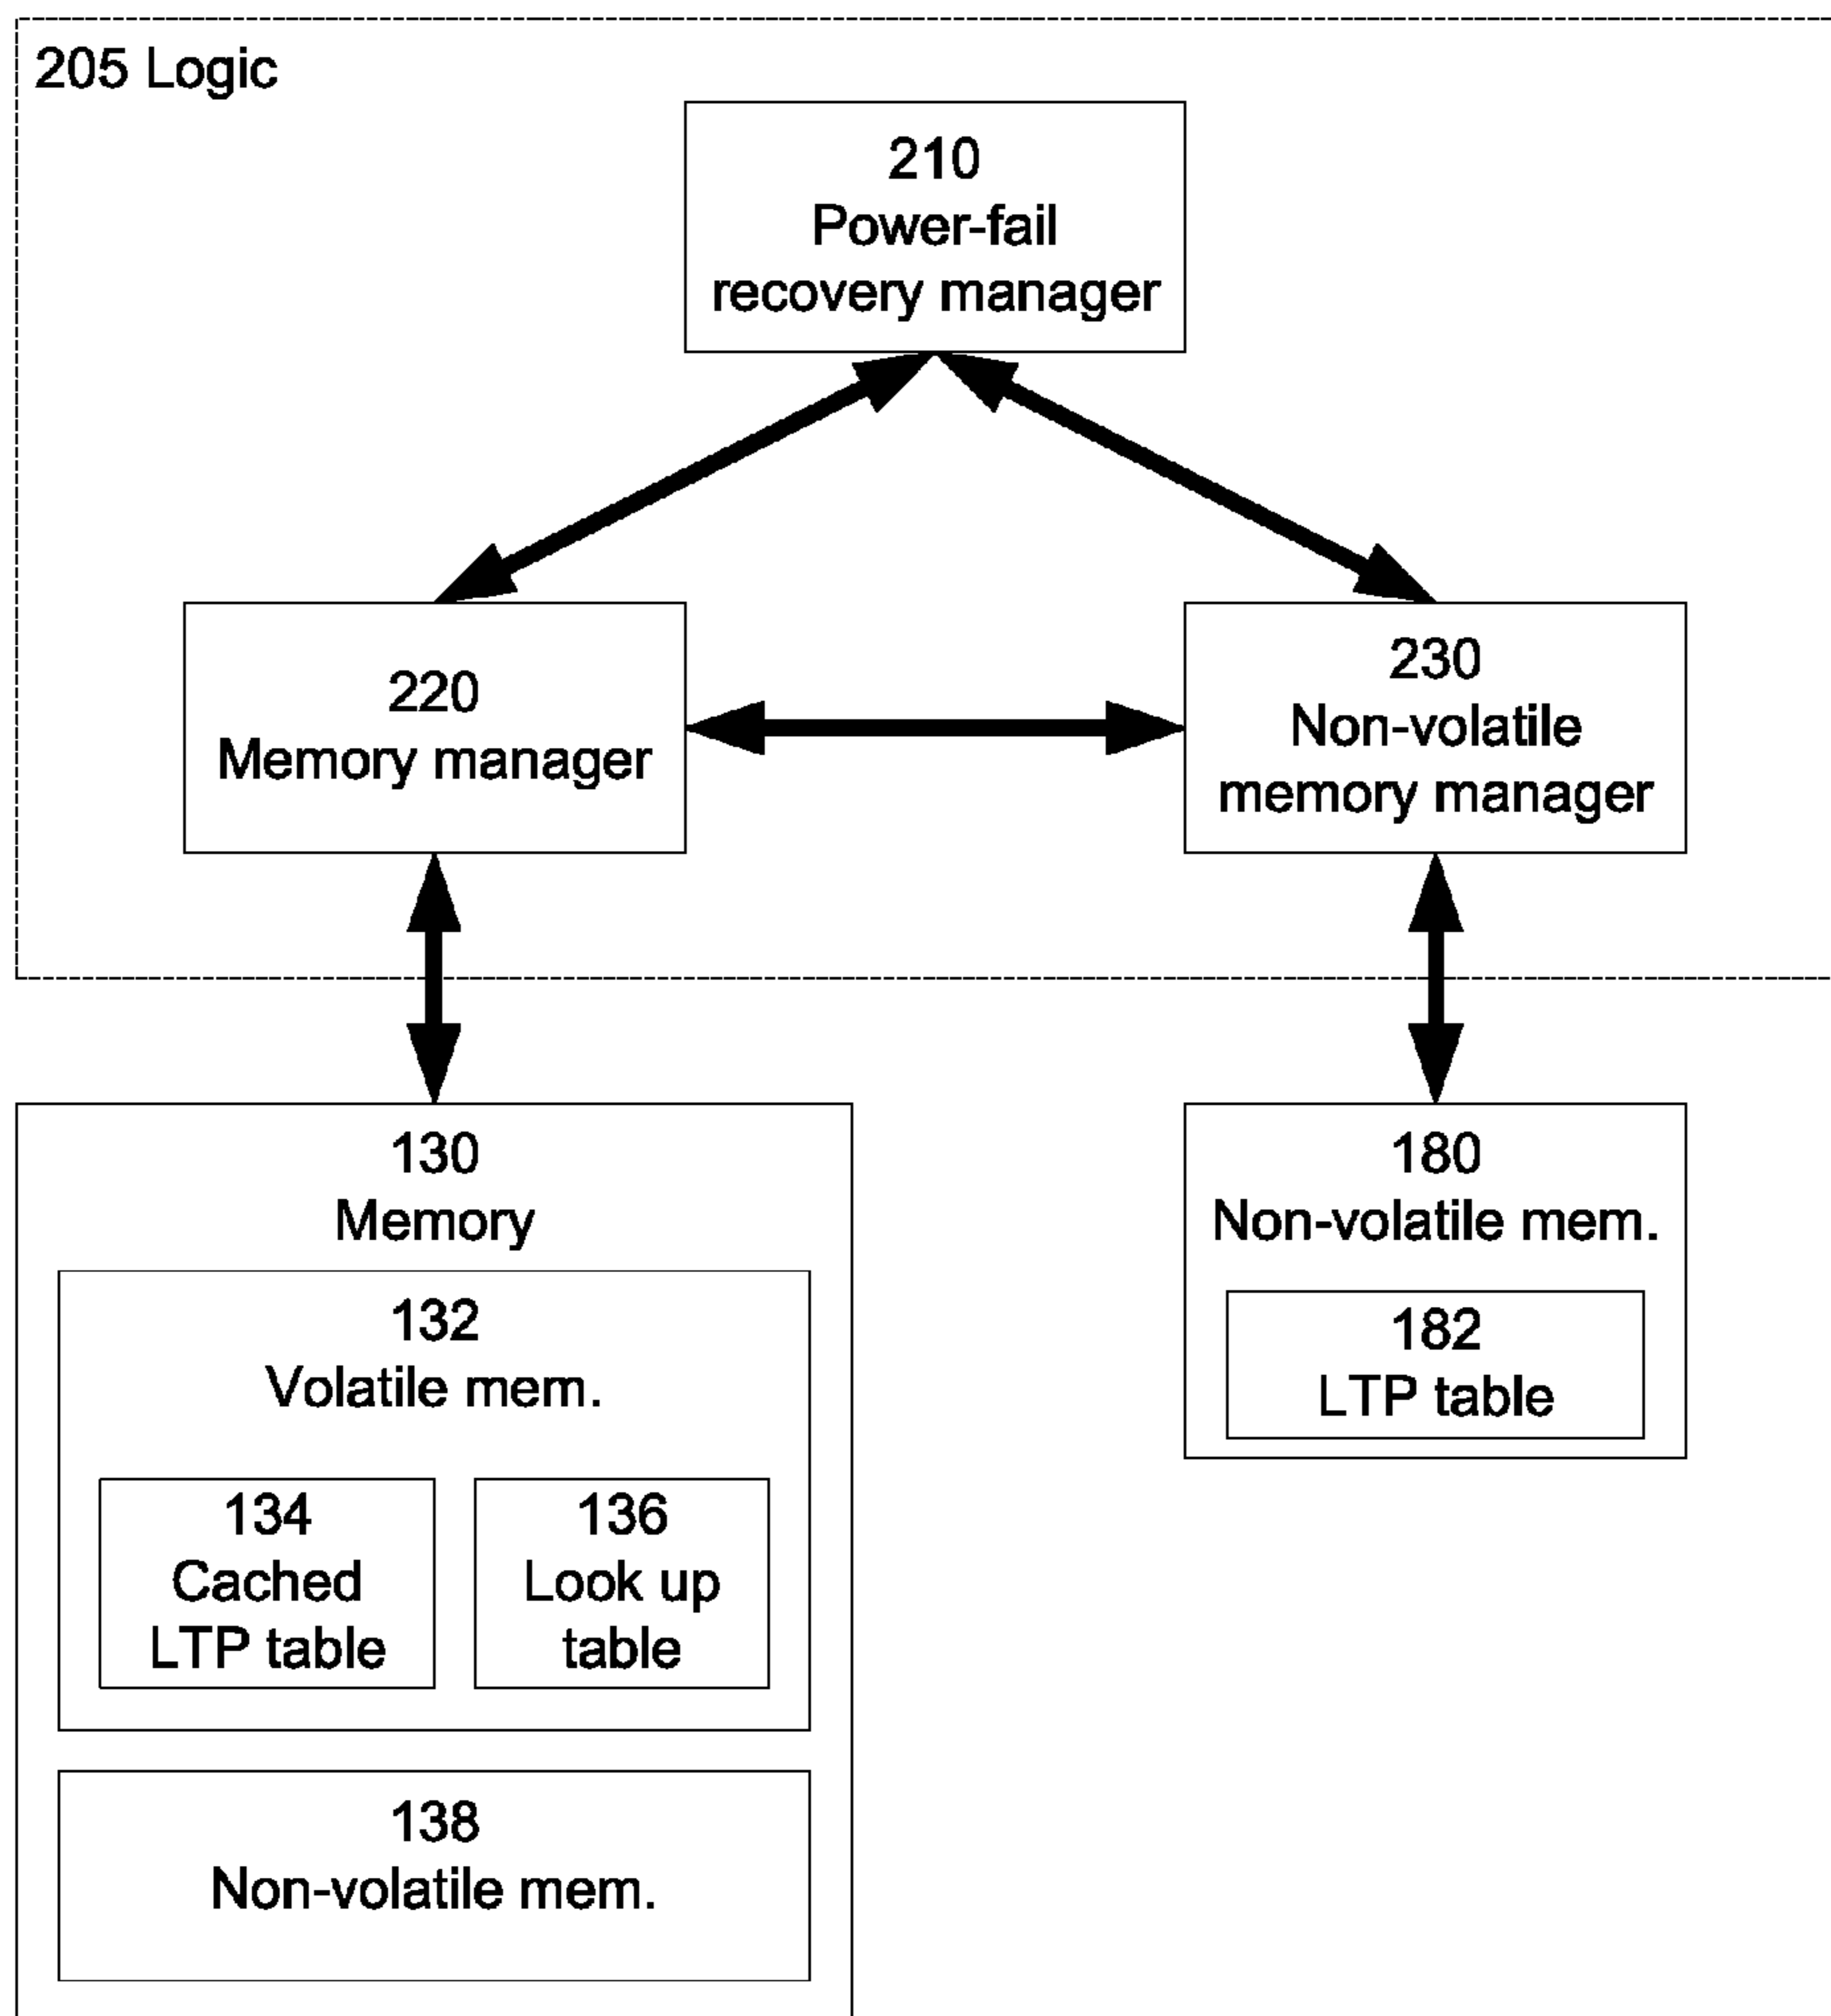 205 Logic
210
Power-fail
recovery manager
220
Memory manager
230
Non-volatile
memory manager
130
Memory
132
Volatile mem.
134
Cached
LTP table
136
Look up
table
138
Non-volatile mem.
180
Non-volatile mem.
182
LTP table